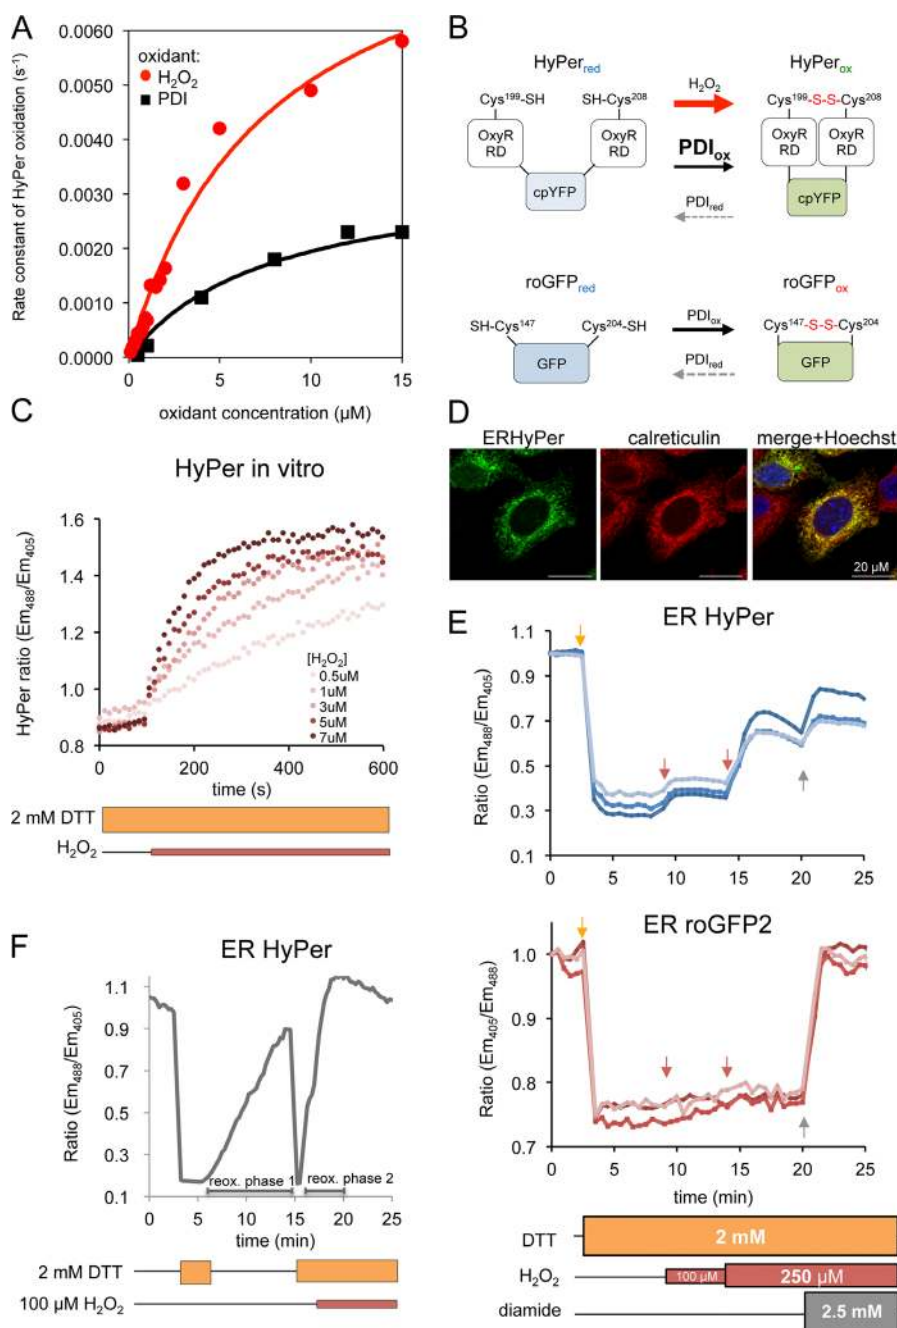 A
oxidant:
H₂O₂
PDI
Rate constant of HyPer oxidation (s⁻¹)
0.0060
0.0050
0.0040
0.0030
0.0020
0.0010
0.0000
0 5 10 15
oxidant concentration (µM)
B
HyPer_red
HyPer_ox
Cys¹⁹⁹-SH SH-Cys²⁰⁸
H₂O₂
Cys¹⁹⁹-S-S-Cys²⁰⁸
OxyR RD
OxyR RD
cpYFP
PDI_ox
PDI_red
OxyR RD
OxyR RD
cpYFP
roGFP_red
roGFP_ox
SH-Cys¹⁴⁷ Cys²⁰⁴-SH
GFP
PDI_ox
PDI_red
Cys¹⁴⁷-S-S-Cys²⁰⁴
GFP
C
HyPer in vitro
HyPer ratio (Em₄₈₈/Em₄₀₅)
1.6
1.4
1.2
1.0
0.8
[H₂O₂]
0.5uM
1uM
3uM
5uM
7uM
0 200 400 600
time (s)
2 mM DTT
H₂O₂
D
ERHyPer calreticulin merge+Hoechst
20 µM
E
ER HyPer
Ratio (Em₄₈₈/Em₄₀₅)
1.1
0.9
0.7
0.5
0.3
0.1
0 5 10 15 20 25
ER roGFP2
Ratio (Em₄₀₅/Em₄₈₈)
1.0
0.9
0.8
0.7
0 5 10 15 20 25
time (min)
DTT
2 mM
H₂O₂
100 µM
250 µM
diamide
2.5 mM
F
ER HyPer
Ratio (Em₄₈₈/Em₄₀₅)
1.1
0.9
0.7
0.5
0.3
0.1
reox. phase 1
reox. phase 2
0 5 10 15 20 25
time (min)
2 mM DTT
100 µM H₂O₂